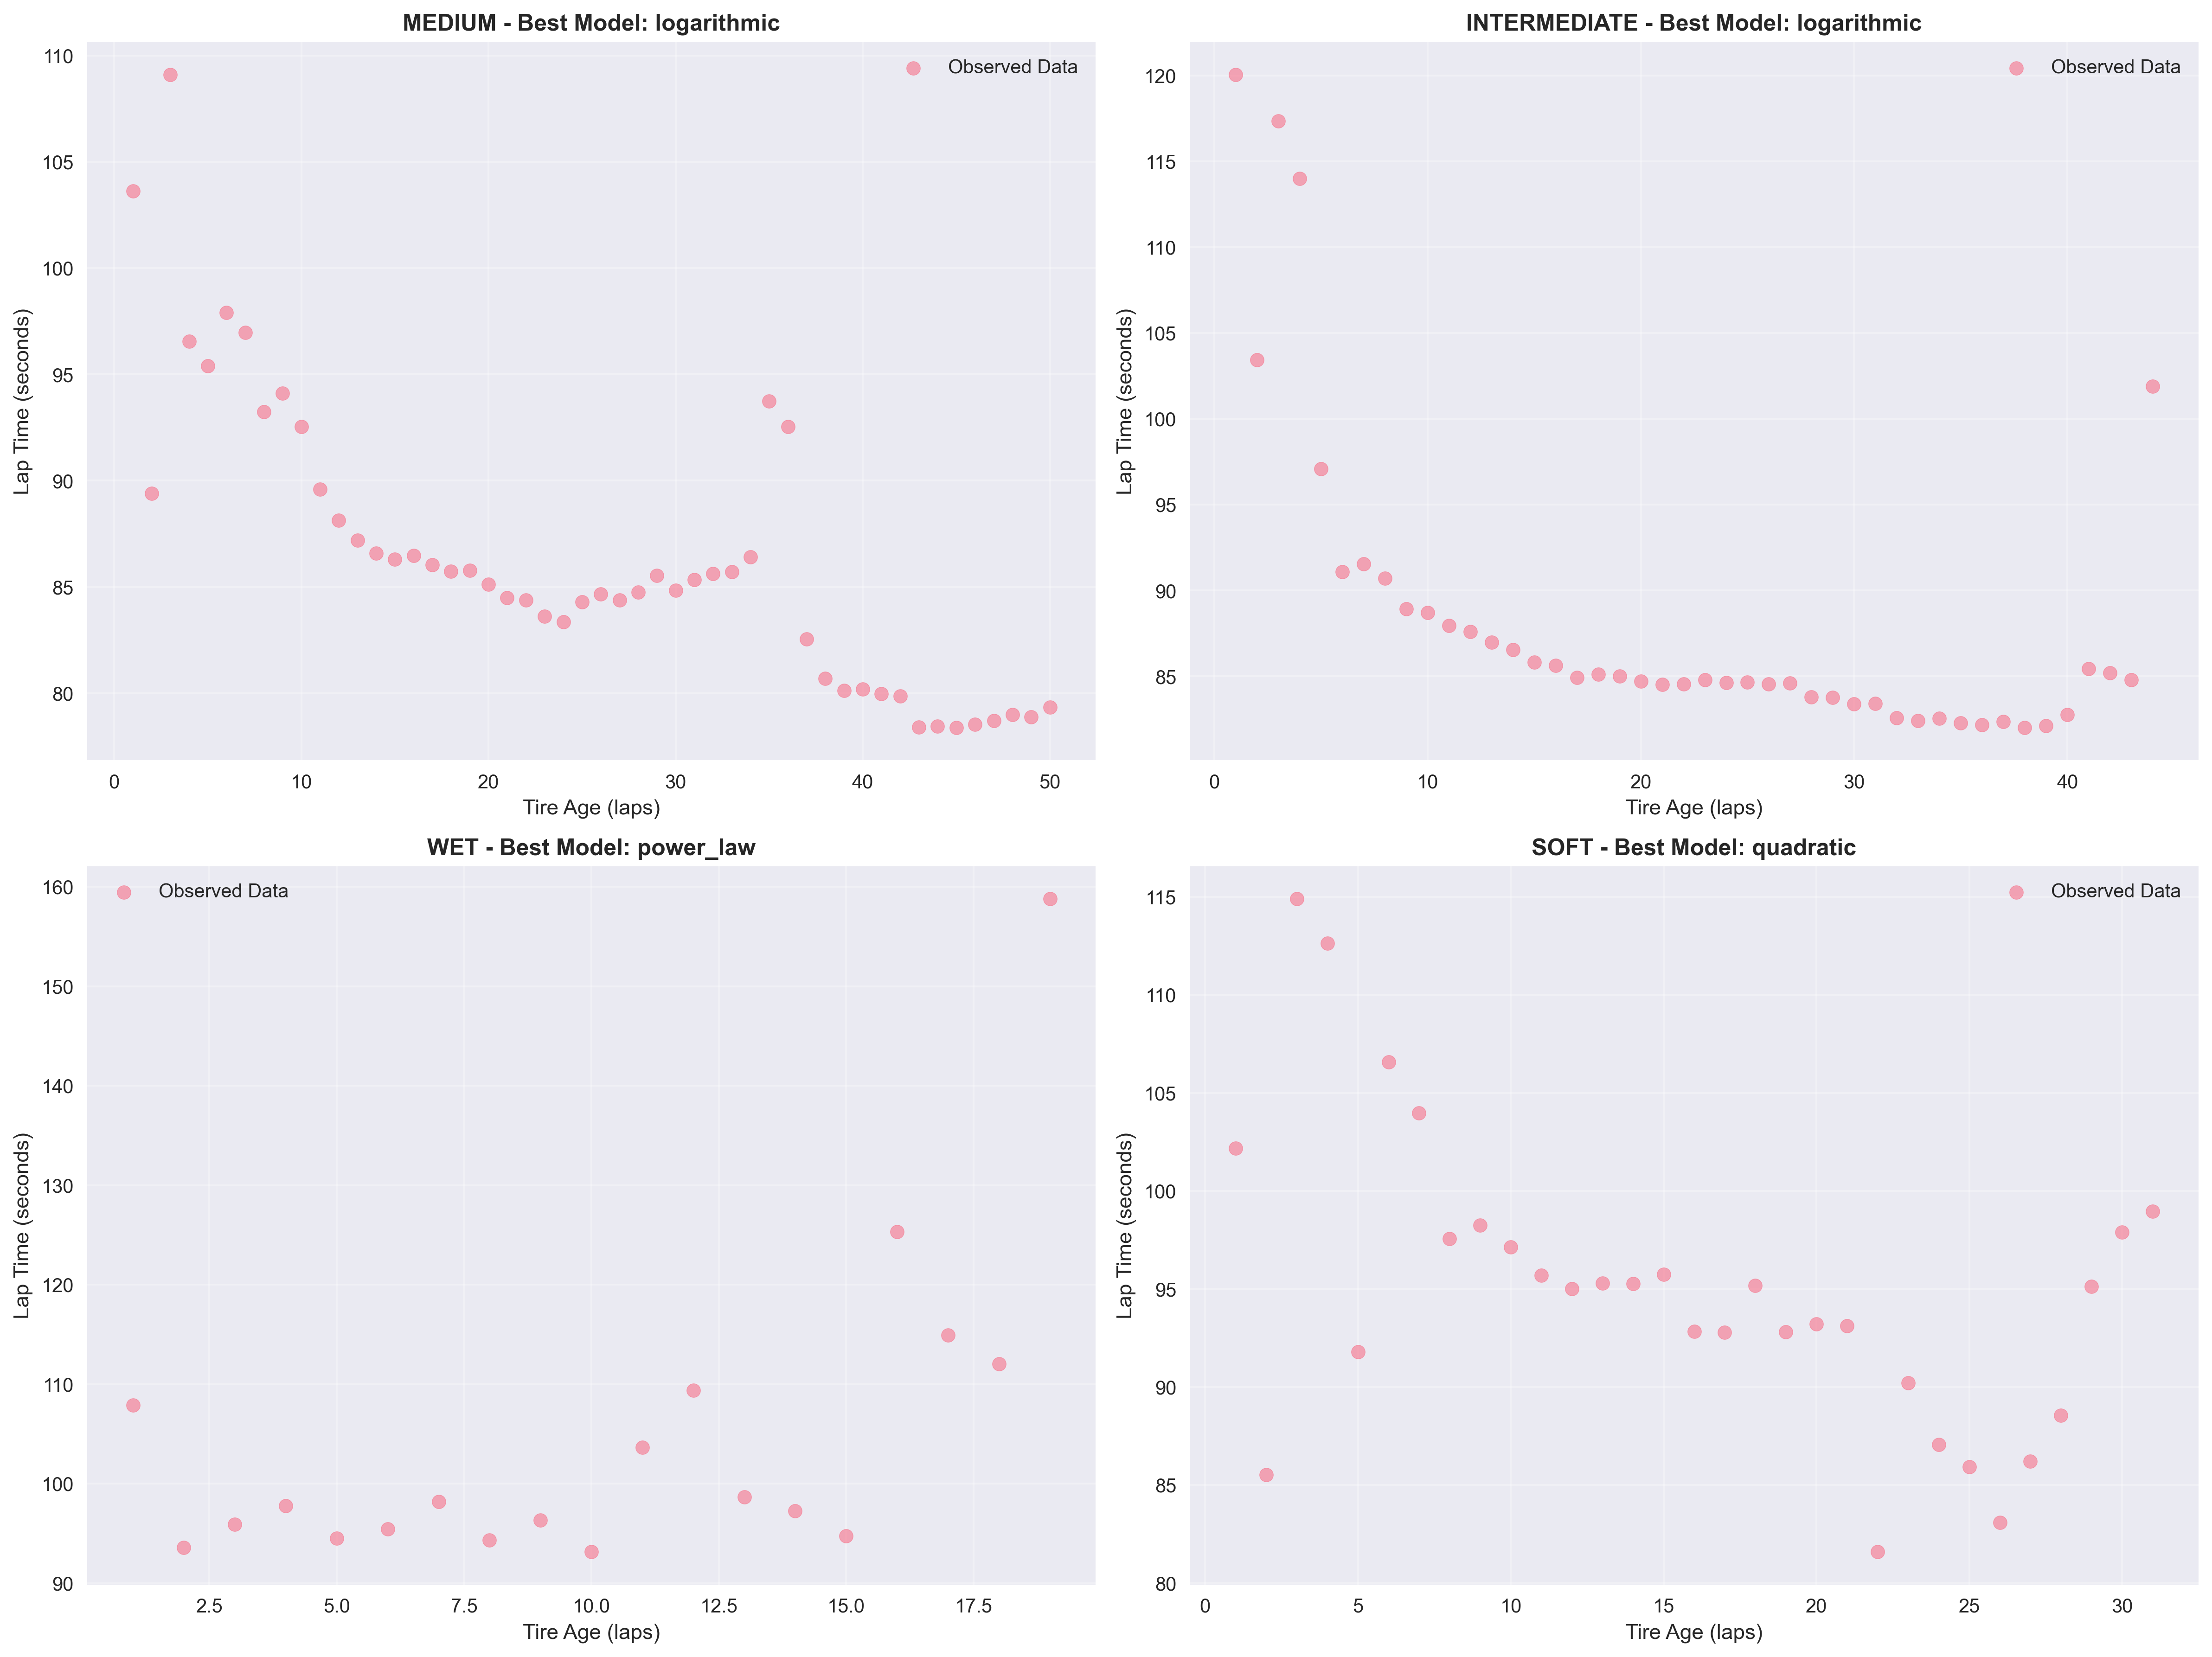 MEDIUM - Best Model: logarithmic
Observed Data
110
105
100
95
90
85
80
Lap Time (seconds)
0 10 20 30 40 50
Tire Age (laps)
INTERMEDIATE - Best Model: logarithmic
Observed Data
120
115
110
105
100
95
90
85
Lap Time (seconds)
0 10 20 30 40
Tire Age (laps)
WET - Best Model: power_law
Observed Data
160
150
140
130
120
110
100
90
Lap Time (seconds)
2.5 5.0 7.5 10.0 12.5 15.0 17.5
Tire Age (laps)
SOFT - Best Model: quadratic
Observed Data
115
110
105
100
95
90
85
80
Lap Time (seconds)
0 5 10 15 20 25 30
Tire Age (laps)